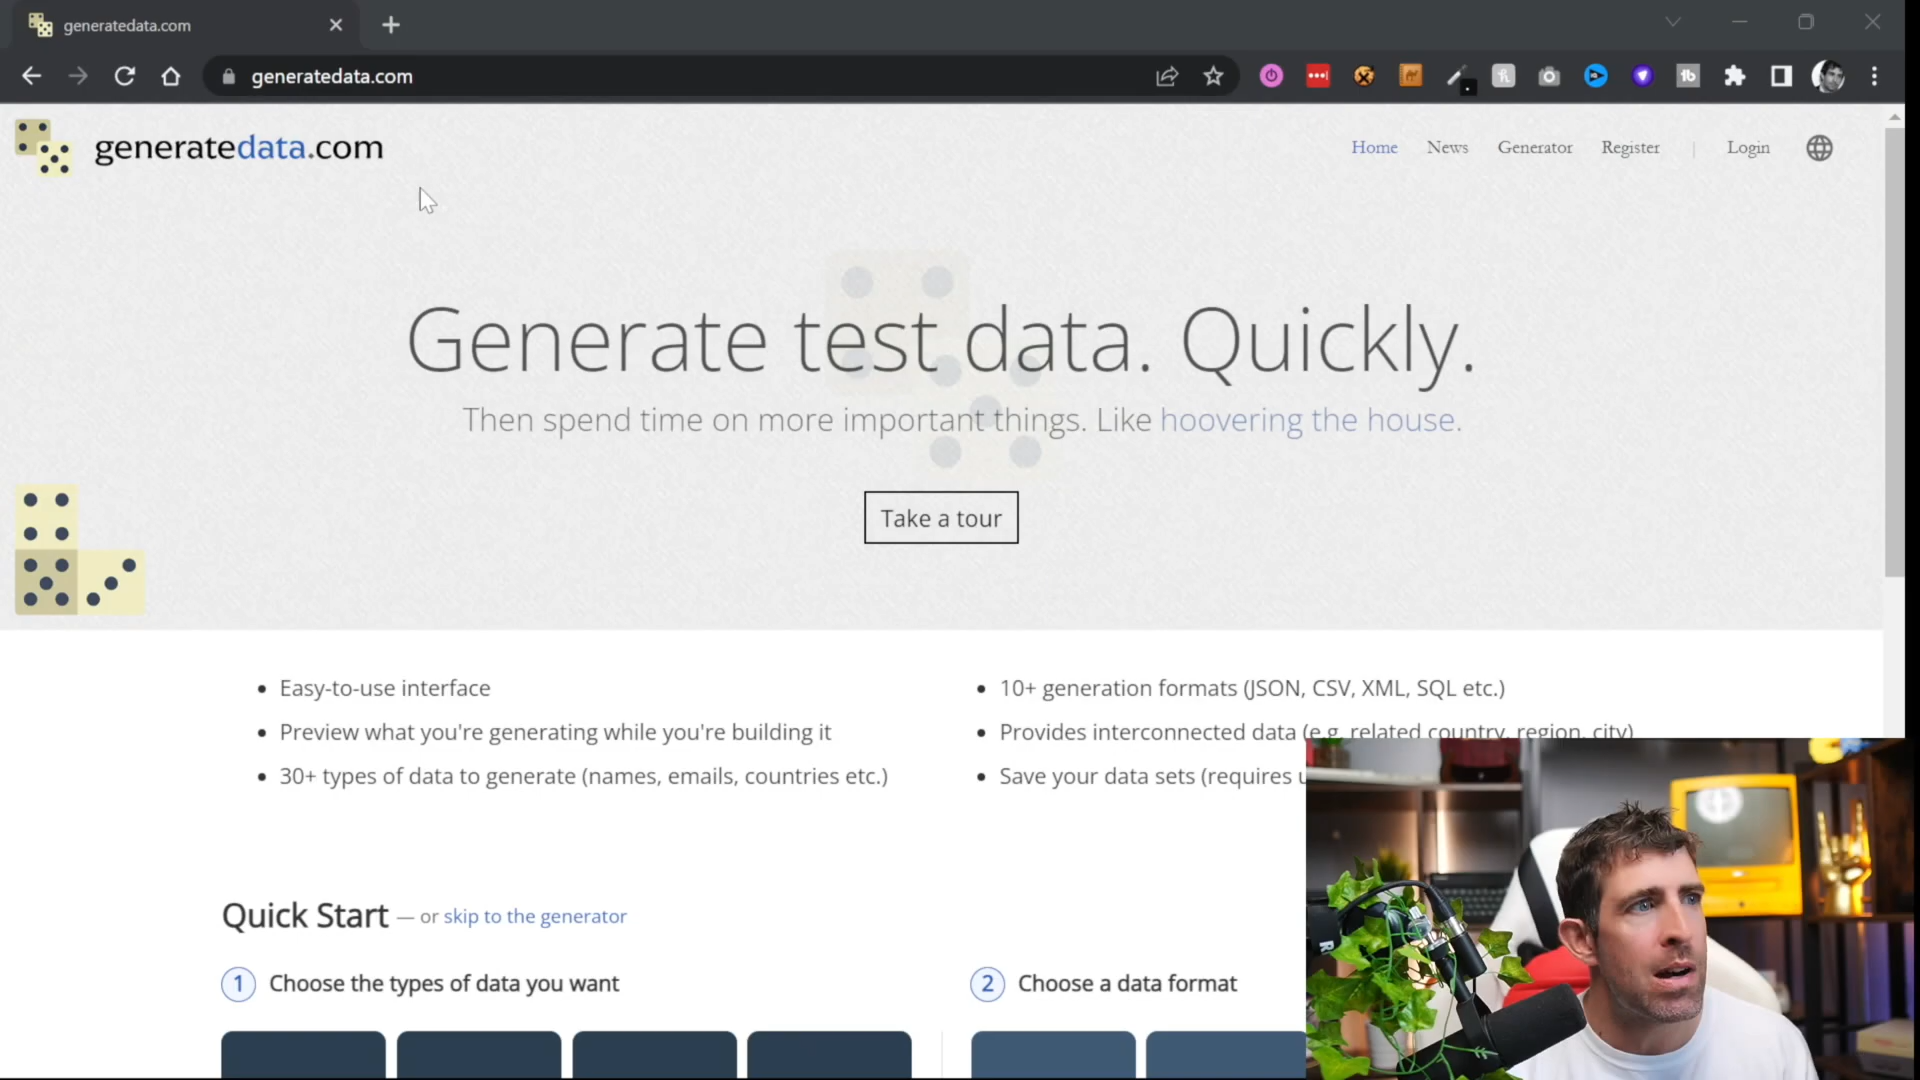 generatedata.com
generatedata.com
generatedata.com
Home News Generator Register | Login
Generate test data. Quickly.
Then spend time on more important things. Like hoovering the house.
Take a tour
Easy-to-use interface
Preview what you're generating while you're building it
30+ types of data to generate (names, emails, countries etc.)
10+ generation formats (JSON, CSV, XML, SQL etc.)
Provides interconnected data (e.g. related country, region, city)
Save your data sets (requires
Quick Start — or skip to the generator
1 Choose the types of data you want
2 Choose a data format